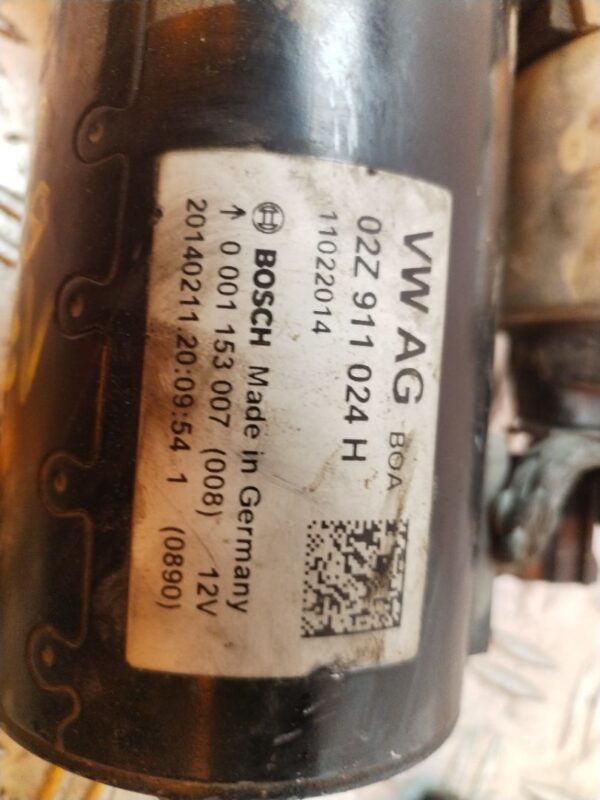 VW AG BOA
02Z 911 024 H
11022014
BOSCH Made in Germany
↑ 0 001 153 007 (008) 12V
20140211.20:09:54 1 (0890)